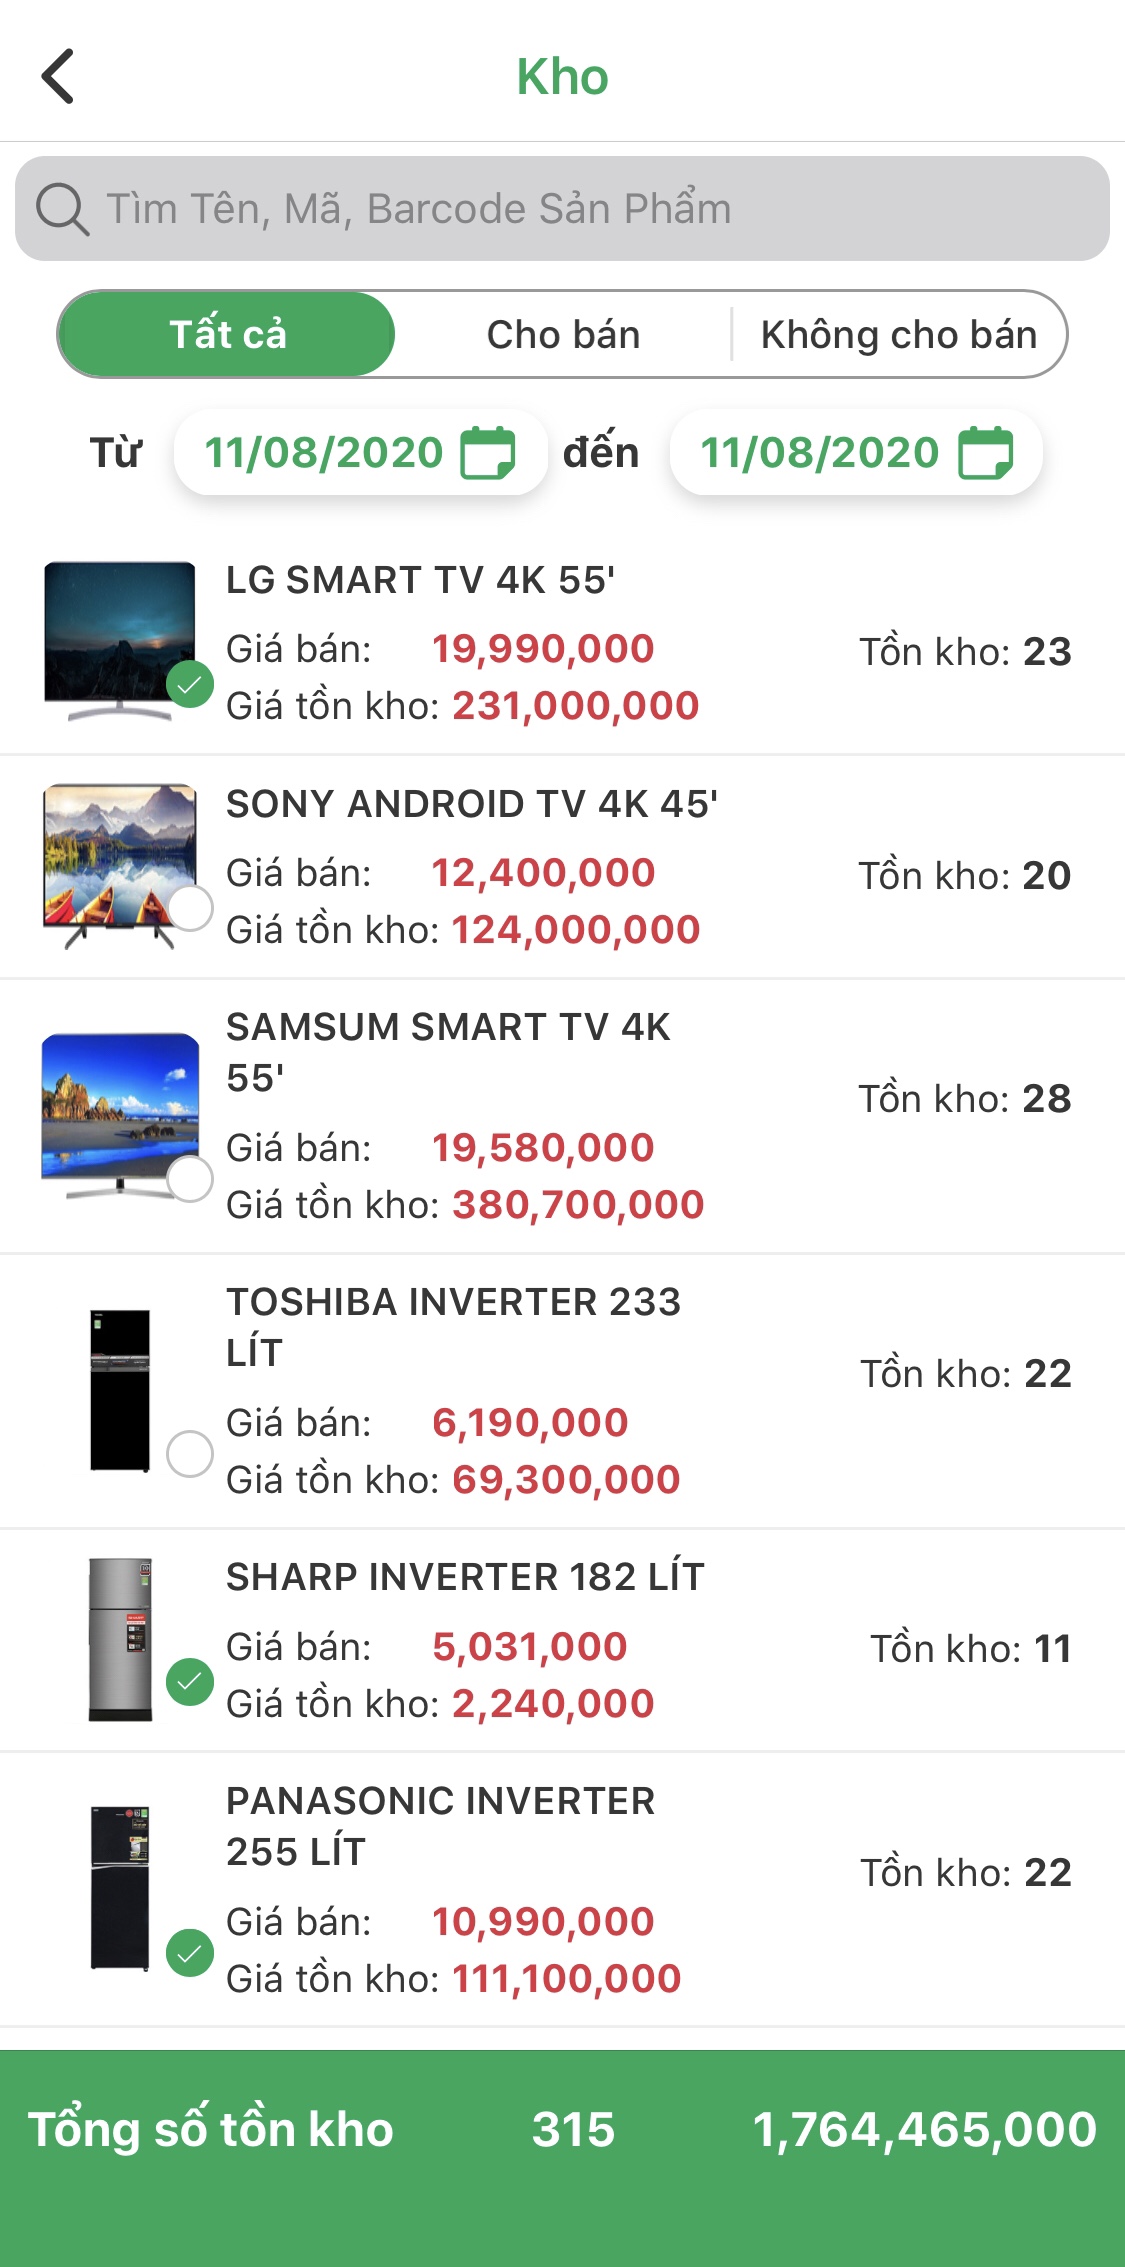 Kho
Tìm Tên, Mã, Barcode Sản Phẩm
Tất cả Cho bán Không cho bán
Từ 11/08/2020 đến 11/08/2020
LG SMART TV 4K 55'
Giá bán: 19,990,000
Tồn kho: 23
Giá tồn kho: 231,000,000
SONY ANDROID TV 4K 45'
Giá bán: 12,400,000
Tồn kho: 20
Giá tồn kho: 124,000,000
SAMSUM SMART TV 4K
55'
Tồn kho: 28
Giá bán: 19,580,000
Giá tồn kho: 380,700,000
TOSHIBA INVERTER 233
LÍT
Tồn kho: 22
Giá bán: 6,190,000
Giá tồn kho: 69,300,000
SHARP INVERTER 182 LÍT
Giá bán: 5,031,000
Tồn kho: 11
Giá tồn kho: 2,240,000
PANASONIC INVERTER
255 LÍT
Tồn kho: 22
Giá bán: 10,990,000
Giá tồn kho: 111,100,000
Tổng số tồn kho 315 1,764,465,000